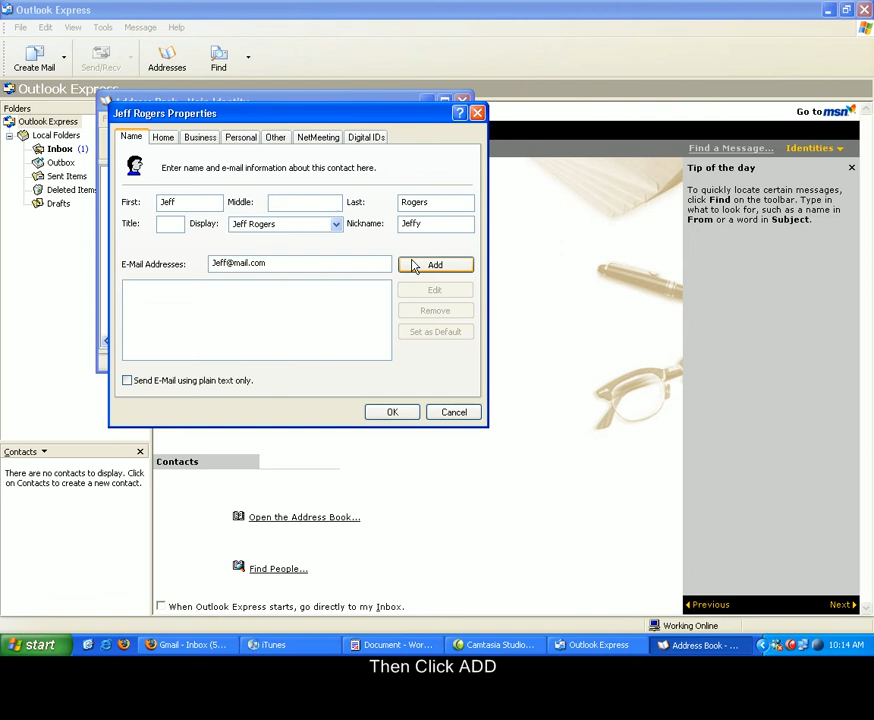 Outlook Express
File Edit View Tools Message Help
Create Mail Send/Recv Addresses Find
Outlook Express
Folders
Outlook Express
Local Folders
Inbox (1)
Outbox
Sent Items
Deleted Items
Drafts
Go to msn
Find a Message... Identities
Jeff Rogers Properties
Name Home Business Personal Other NetMeeting Digital IDs
Enter name and e-mail information about this contact here.
First: Jeff Middle: Last: Rogers
Title: Display: Jeff Rogers Nickname: Jeffy
E-Mail Addresses: Jeff@mail.com Add
Edit
Remove
Set as Default
Send E-Mail using plain text only.
OK Cancel
Tip of the day
To quickly locate certain messages,
click Find on the toolbar. Type in
what to look for, such as a name in
From or a word in Subject.
Previous Next
Contacts
There are no contacts to display. Click
on Contacts to create a new contact.
Contacts
Open the Address Book...
Find People...
When Outlook Express starts, go directly to my Inbox.
Working Online
start Gmail - Inbox (5... iTunes Document - Wor... Camtasia Studio... Outlook Express Address Book - ... 10:14 AM
Then Click ADD